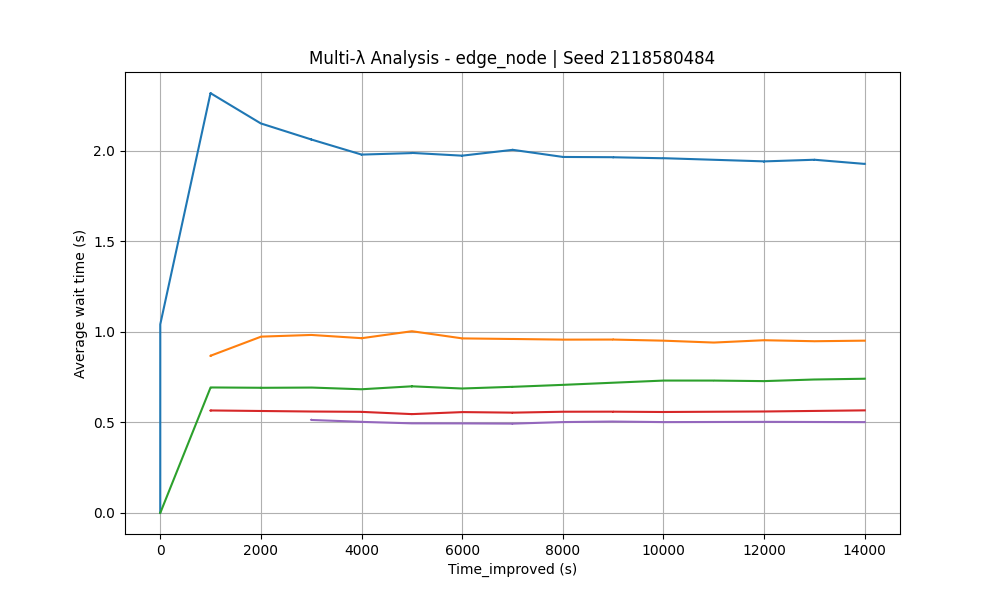 Multi-λ Analysis - edge_node | Seed 2118580484
Average wait time (s)
2.0
1.5
1.0
0.5
0.0
0 2000 4000 6000 8000 10000 12000 14000
Time_improved (s)